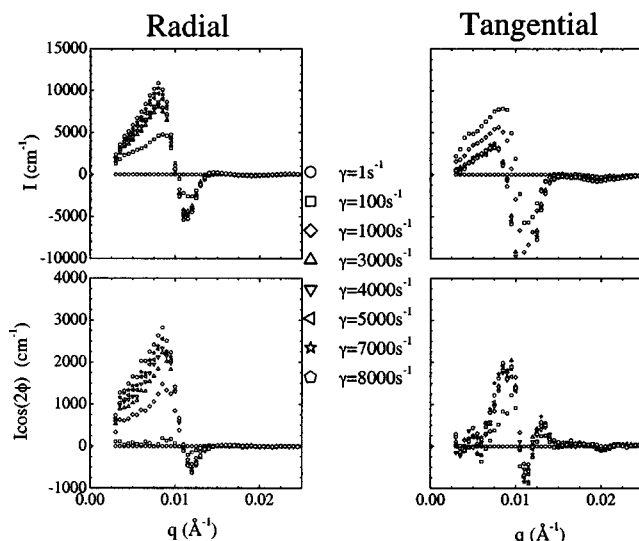 Radial
Tangential
15000
10000
5000
0
-5000
-10000
I (cm⁻¹)
γ=1s⁻¹
γ=100s⁻¹
γ=1000s⁻¹
γ=3000s⁻¹
γ=4000s⁻¹
γ=5000s⁻¹
γ=7000s⁻¹
γ=8000s⁻¹
4000
3000
2000
1000
0
-1000
Icos(2φ) (cm⁻¹)
0.00 0.01 0.02
q (Å⁻¹)
0.00 0.01 0.02
q (Å⁻¹)